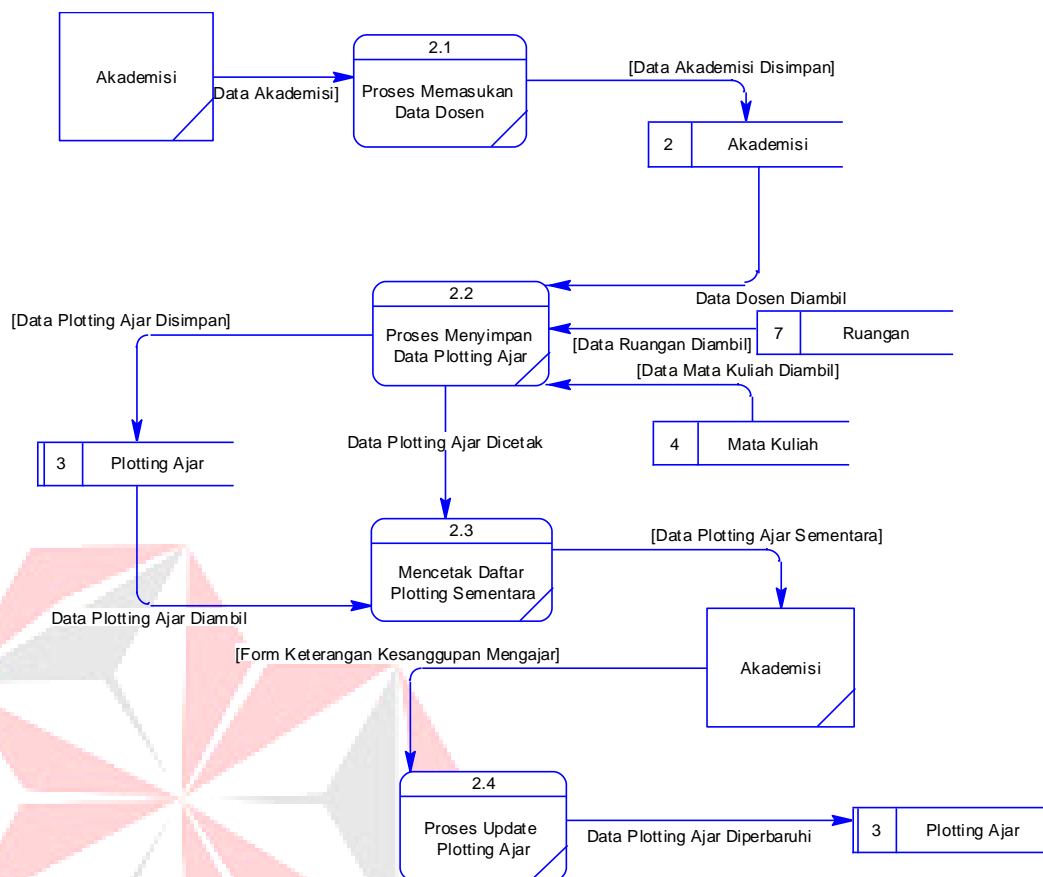 Akademisi
Data Akademisi]
2.1
Proses Memasukan
Data Dosen
[Data Akademisi Disimpan]
2
Akademisi
2.2
Proses Menyimpan
Data Plotting Ajar
Data Dosen Diambil
7
Ruangan
[Data Ruangan Diambil]
[Data Mata Kuliah Diambil]
4
Mata Kuliah
[Data Plotting Ajar Disimpan]
3
Plotting Ajar
Data Plotting Ajar Dicetak
2.3
Mencetak Daftar
Plotting Sementara
Data Plotting Ajar Diambil
[Data Plotting Ajar Sementara]
Akademisi
[Form Keterangan Kesanggupan Mengajar]
2.4
Proses Update
Plotting Ajar
Data Plotting Ajar Diperbaruhi
3
Plotting Ajar